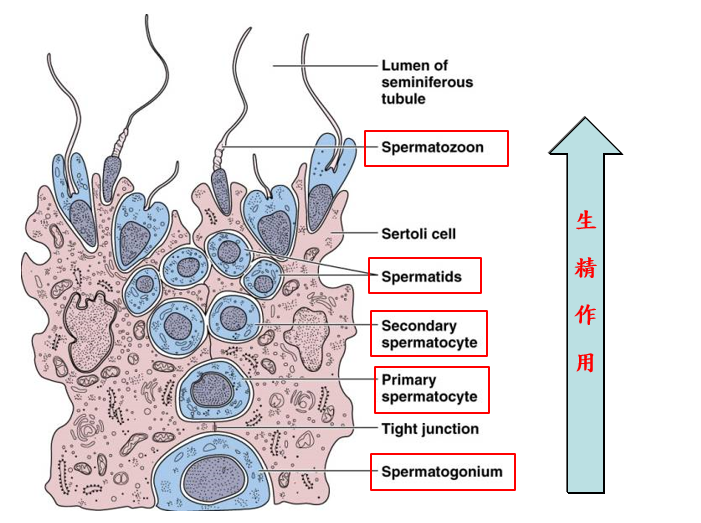 Lumen of
seminiferous
tubule
Spermatozoon
Sertoli cell
Spermatids
Secondary
spermatocyte
Primary
spermatocyte
Tight junction
Spermatogonium
生
精
作
用